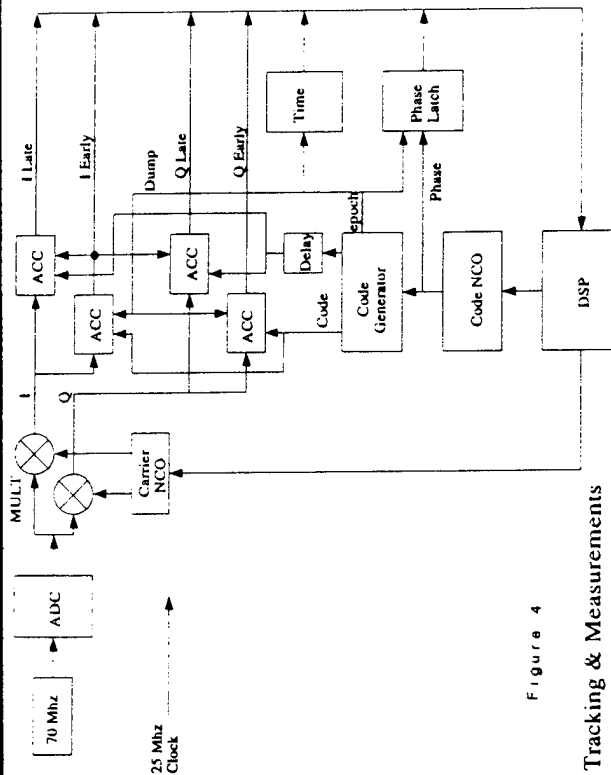 70 Mhz
ADC
25 Mhz
Clock
MULT
I
Q
Carrier
NCO
ACC
ACC
ACC
ACC
I Late
I Early
Dump
Q Late
Q Early
Code
Delay
epoch
Code
Generator
Code NCO
Phase
Time
Phase
Latch
DSP
Figure 4
Tracking & Measurements